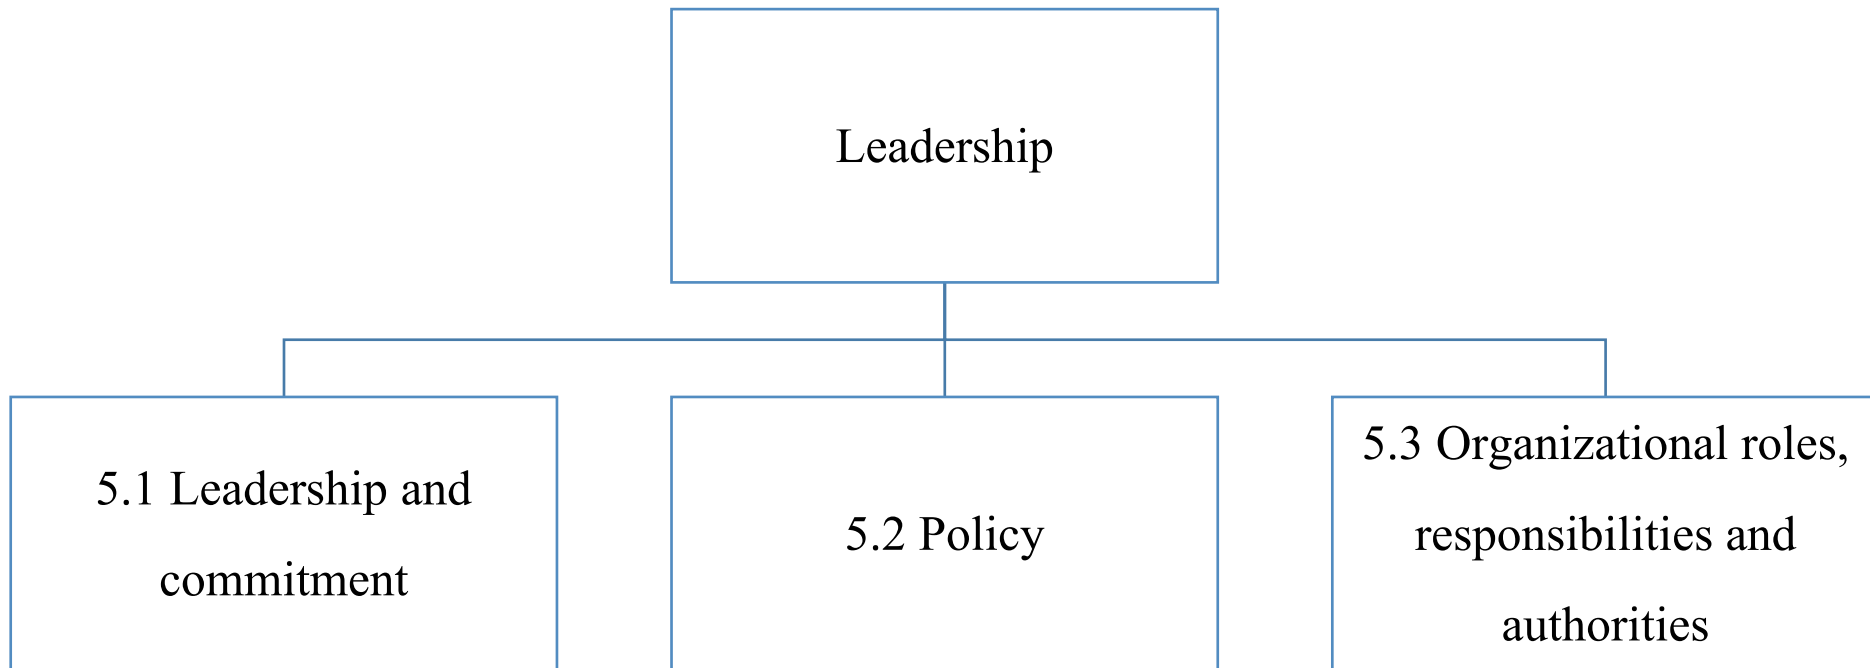 Leadership
5.1 Leadership and
commitment
5.2 Policy
5.3 Organizational roles,
responsibilities and
authorities